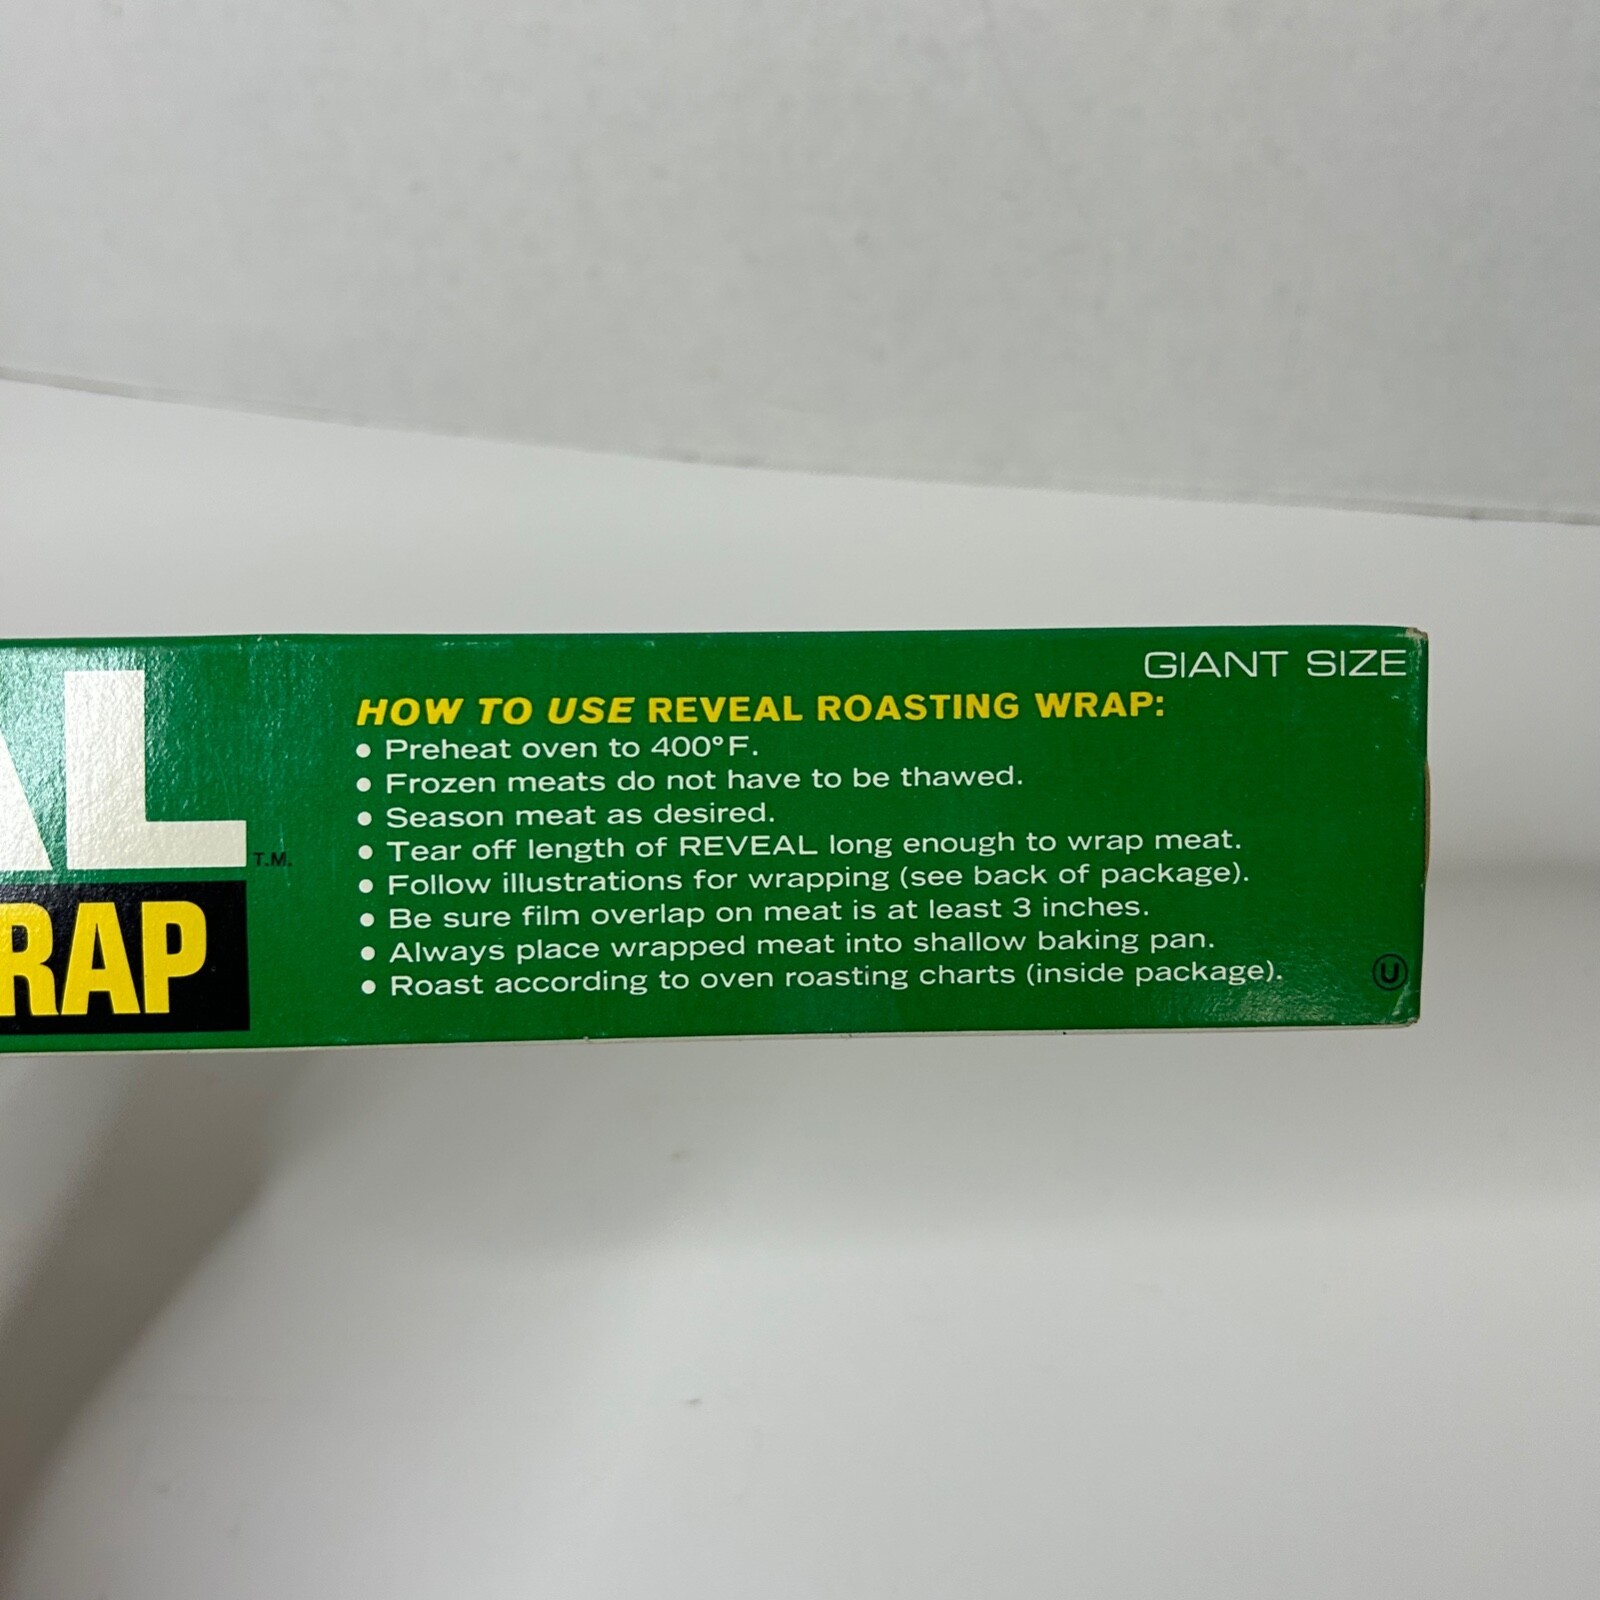 GIANT SIZE
AL T.M.
RAP
HOW TO USE REVEAL ROASTING WRAP:
• Preheat oven to 400°F.
• Frozen meats do not have to be thawed.
• Season meat as desired.
• Tear off length of REVEAL long enough to wrap meat.
• Follow illustrations for wrapping (see back of package).
• Be sure film overlap on meat is at least 3 inches.
• Always place wrapped meat into shallow baking pan.
• Roast according to oven roasting charts (inside package).
U